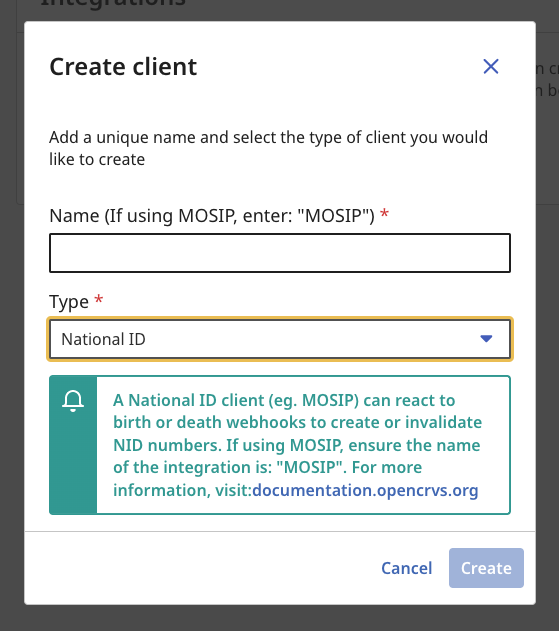 Integrations
Create client
n c
n b
Add a unique name and select the type of client you would
like to create
Name (If using MOSIP, enter: "MOSIP") *
Type *
National ID
A National ID client (eg. MOSIP) can react to
birth or death webhooks to create or invalidate
NID numbers. If using MOSIP, ensure the name
of the integration is: "MOSIP". For more
information, visit:documentation.opencrvs.org
Cancel
Create